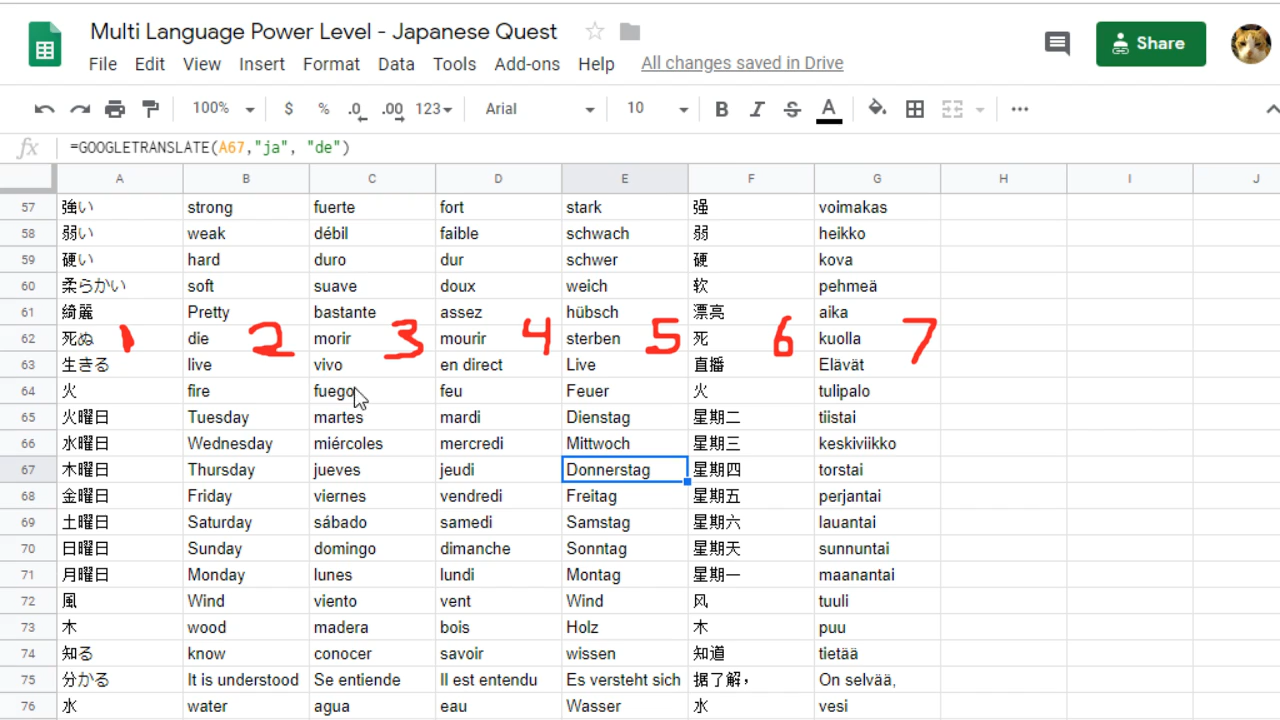 Multi Language Power Level - Japanese Quest
File Edit View Insert Format Data Tools Add-ons Help All changes saved in Drive
Share
100% $ % .0 .00 123 Arial 10 B I S A
fx =GOOGLETRANSLATE(A67,"ja", "de")
A B C D E F G H I J
57 強い strong fuerte fort stark 强 voimakas
58 弱い weak débil faible schwach 弱 heikko
59 硬い hard duro dur schwer 硬 kova
60 柔らかい soft suave doux weich 软 pehmeä
61 綺麗 Pretty bastante assez hübsch 漂亮 aika
62 死ぬ die morir mourir sterben 死 kuolla
1 2 3 4 5 6 7
63 生きる live vivo en direct Live 直播 Elävät
64 火 fire fuego feu Feuer 火 tulipalo
65 火曜日 Tuesday martes mardi Dienstag 星期二 tiistai
66 水曜日 Wednesday miércoles mercredi Mittwoch 星期三 keskiviikko
67 木曜日 Thursday jueves jeudi Donnerstag 星期四 torstai
68 金曜日 Friday viernes vendredi Freitag 星期五 perjantai
69 土曜日 Saturday sábado samedi Samstag 星期六 lauantai
70 日曜日 Sunday domingo dimanche Sonntag 星期天 sunnuntai
71 月曜日 Monday lunes lundi Montag 星期一 maanantai
72 風 Wind viento vent Wind 风 tuuli
73 木 wood madera bois Holz 木 puu
74 知る know conocer savoir wissen 知道 tietää
75 分かる It is understood Se entiende Il est entendu Es versteht sich 据了解， On selvää,
76 水 water agua eau Wasser 水 vesi